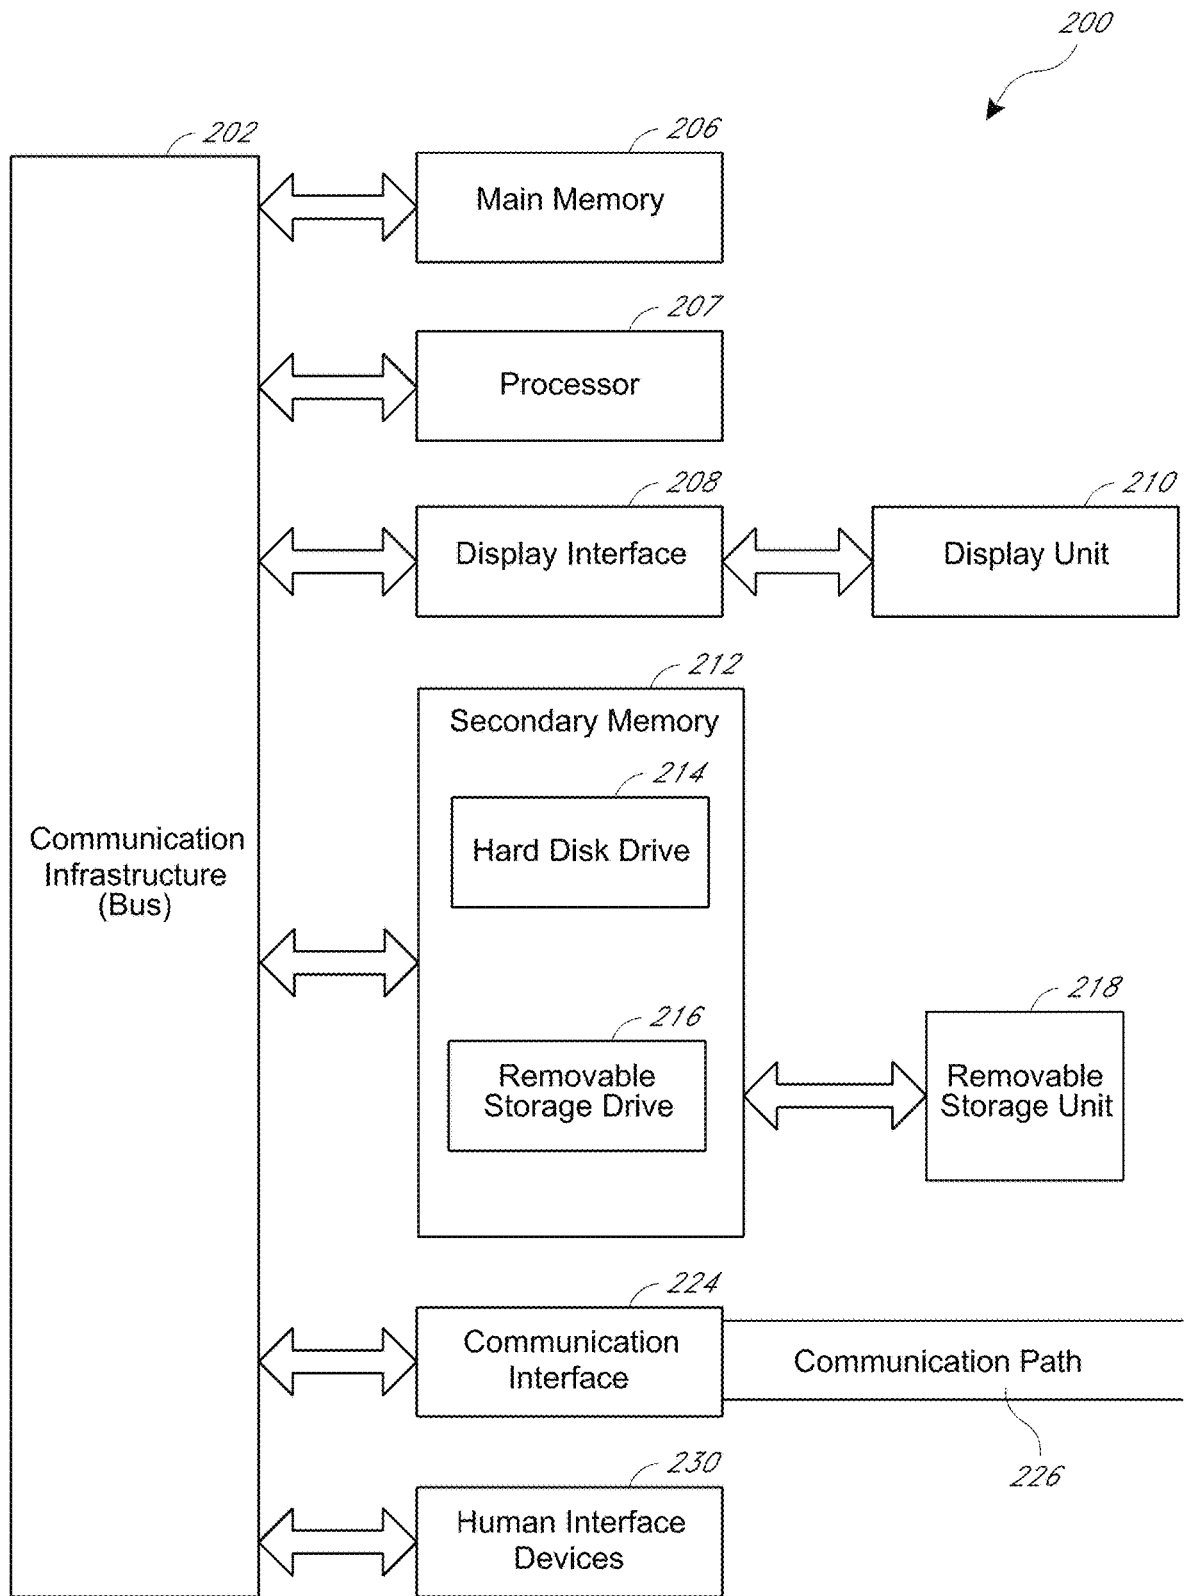 200
202
206
Main Memory
207
Processor
208
210
Display Interface
Display Unit
212
Secondary Memory
214
Hard Disk Drive
Communication
Infrastructure
(Bus)
216
218
Removable
Storage Drive
Removable
Storage Unit
224
Communication
Interface
Communication Path
226
230
Human Interface
Devices